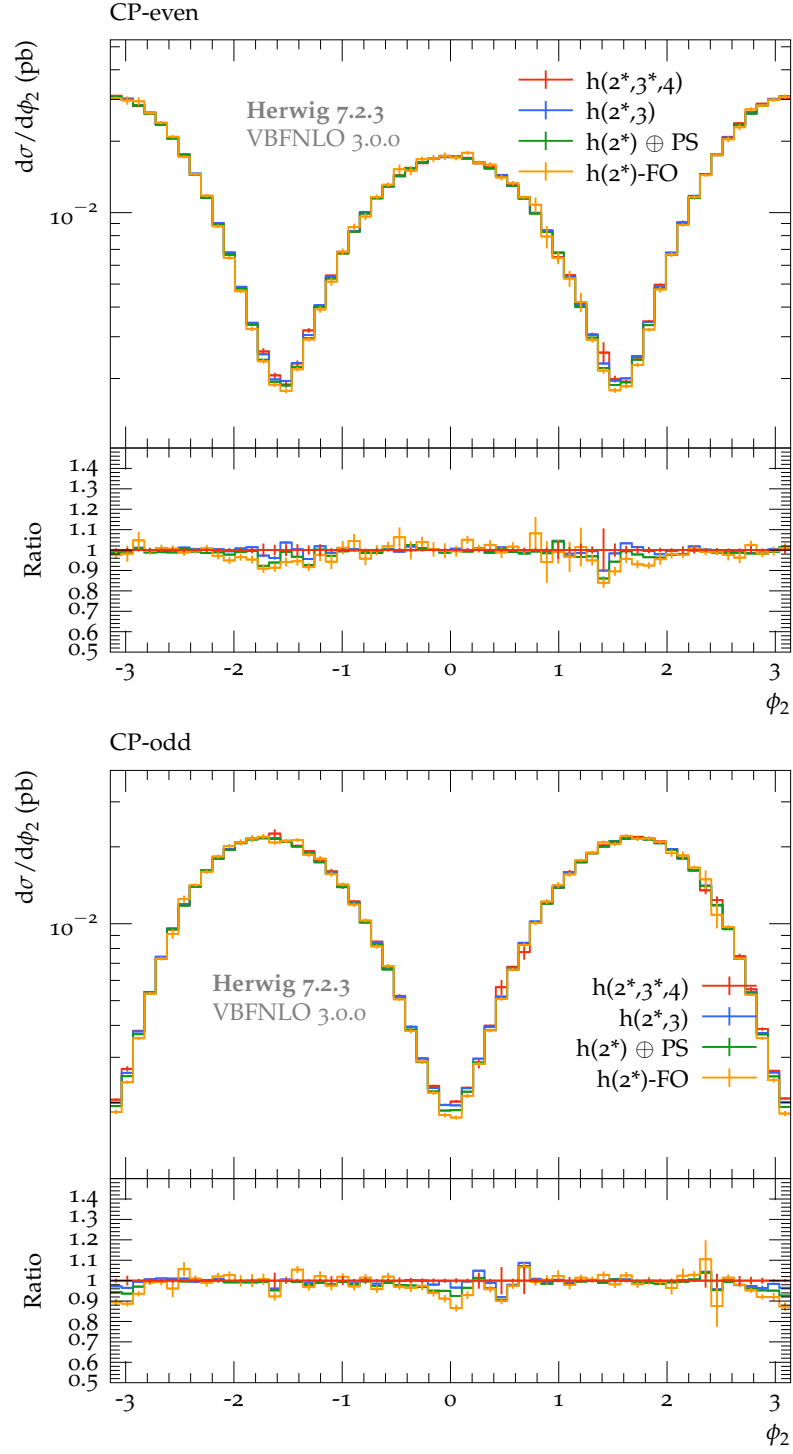 CP-even
dσ/dϕ₂ (pb)
Herwig 7.2.3
VBFNLO 3.0.0
h(2*,3*,4)
h(2*,3)
h(2*) ⊕ PS
h(2*)-FO
10⁻²
Ratio
1.4
1.3
1.2
1.1
1
0.9
0.8
0.7
0.6
0.5
-3 -2 -1 0 1 2 3
ϕ₂
CP-odd
dσ/dϕ₂ (pb)
10⁻²
Herwig 7.2.3
VBFNLO 3.0.0
h(2*,3*,4)
h(2*,3)
h(2*) ⊕ PS
h(2*)-FO
Ratio
1.4
1.3
1.2
1.1
1
0.9
0.8
0.7
0.6
0.5
-3 -2 -1 0 1 2 3
ϕ₂